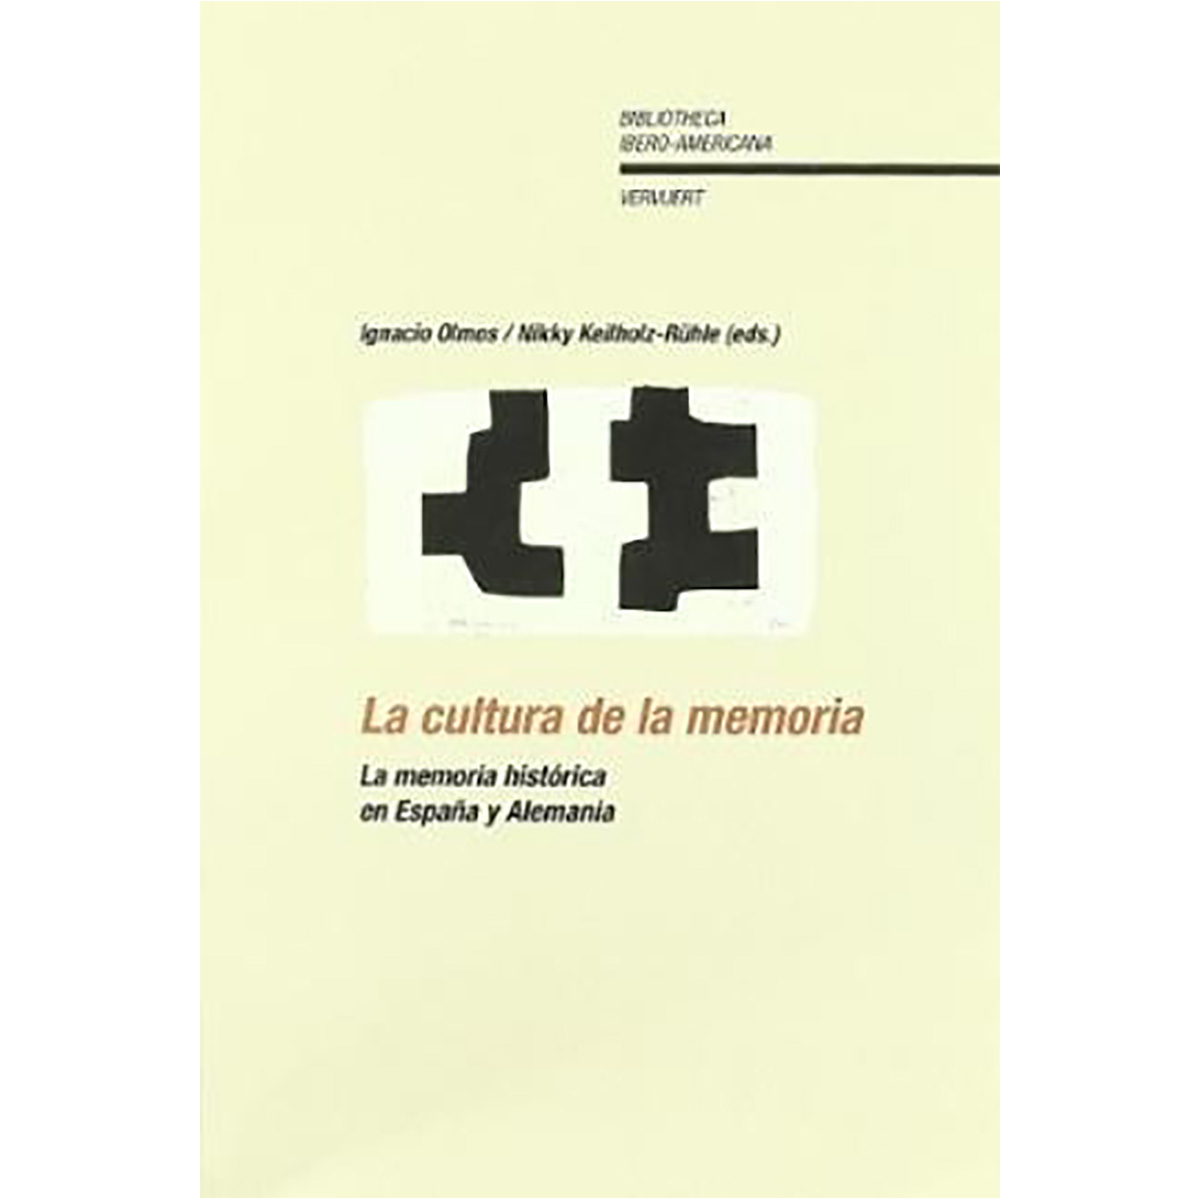 BIBLIOTHECA
IBERO-AMERICANA
VERVUERT
Ignacio Olmos / Nikky Keilholz-Rühle (eds.)
La cultura de la memoria
La memoria histórica
en España y Alemania